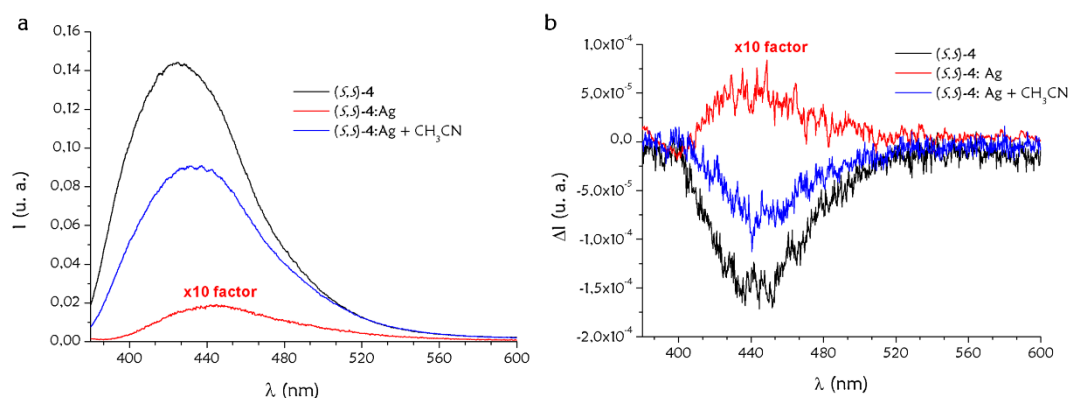 a
0.16
0.14
0.12
0.10
0.08
0.06
0.04
0.02
0.00
I (u. a.)
400 440 480 520 560 600
λ (nm)
(S,S)-4
(S,S)-4:Ag
(S,S)-4:Ag + CH₃CN
x10 factor
b
1.0x10⁻⁴
5.0x10⁻⁵
0.0
-5.0x10⁻⁵
-1.0x10⁻⁴
-1.5x10⁻⁴
-2.0x10⁻⁴
ΔI (u. a.)
400 440 480 520 560 600
λ (nm)
x10 factor
(S,S)-4
(S,S)-4: Ag
(S,S)-4: Ag + CH₃CN